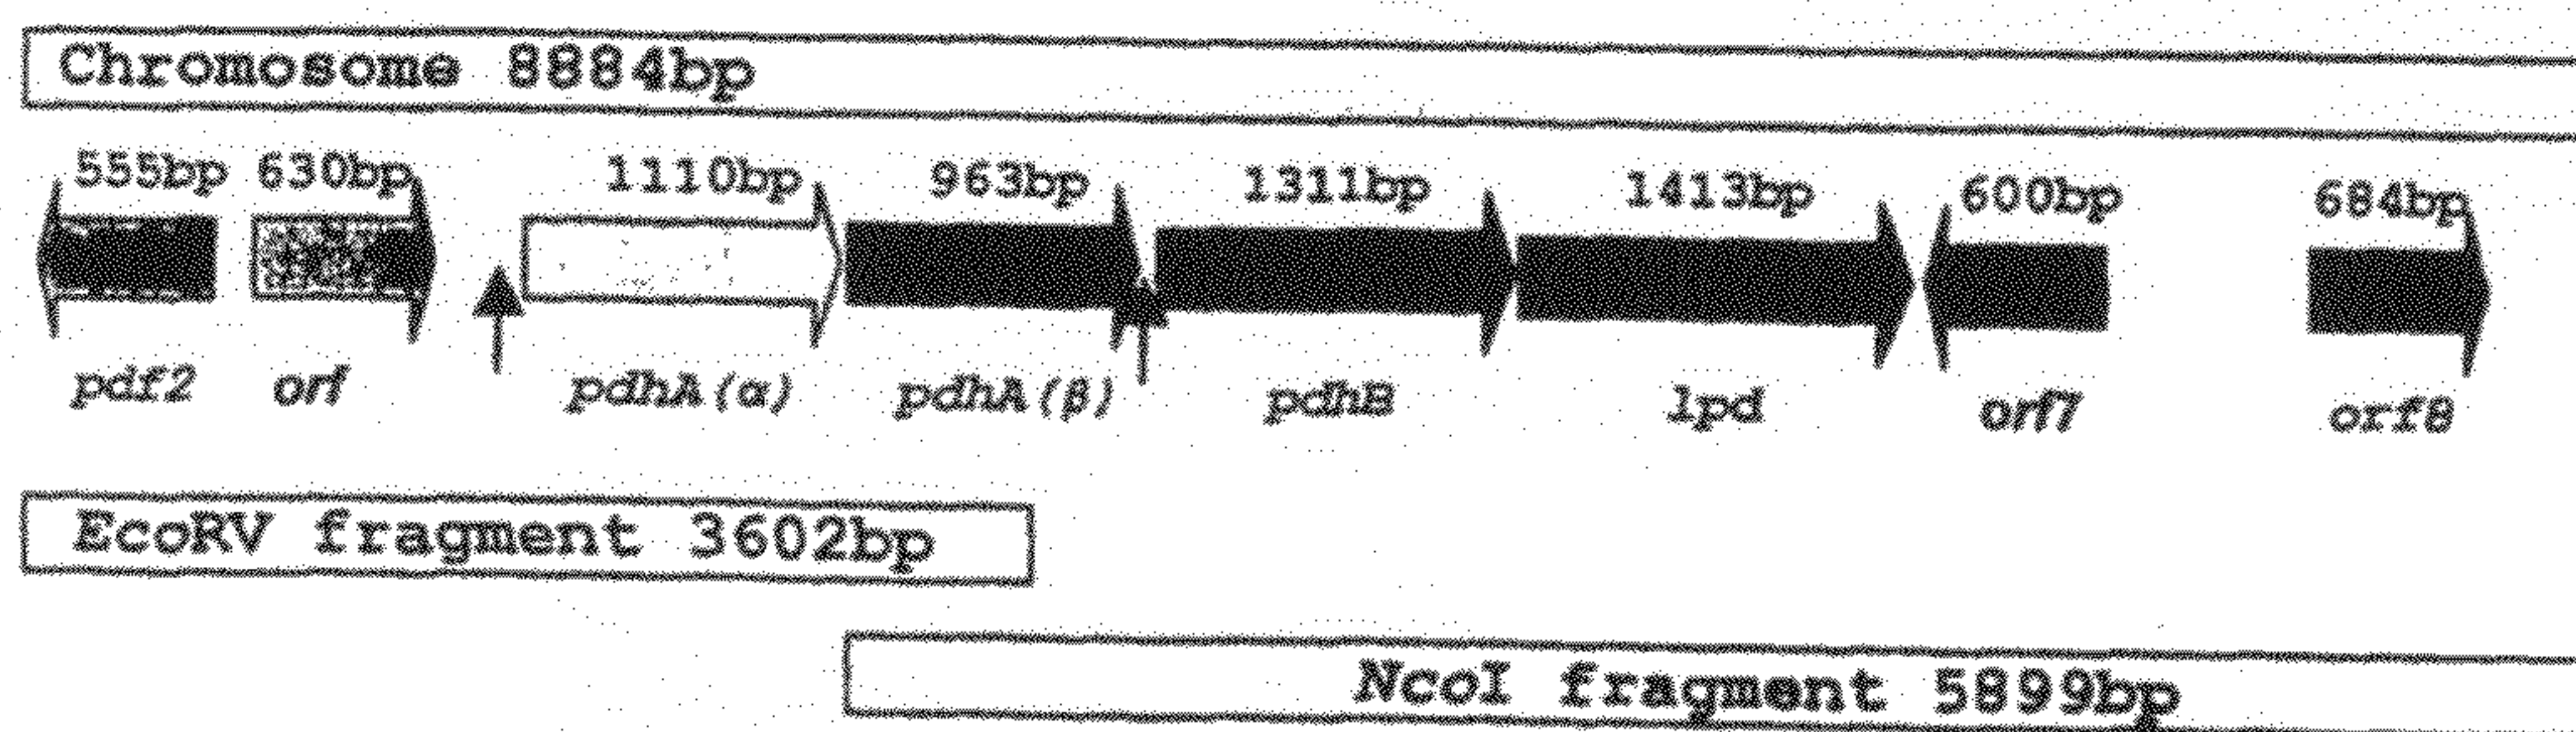 Chromosome 8884bp
555bp 630bp 1110bp 963bp 1311bp 1413bp 600bp 684bp
pdf2 orf pdhA(α) pdhA(β) pdhB lpd orf7 orf8
EcoRV fragment 3602bp
NcoI fragment 5899bp